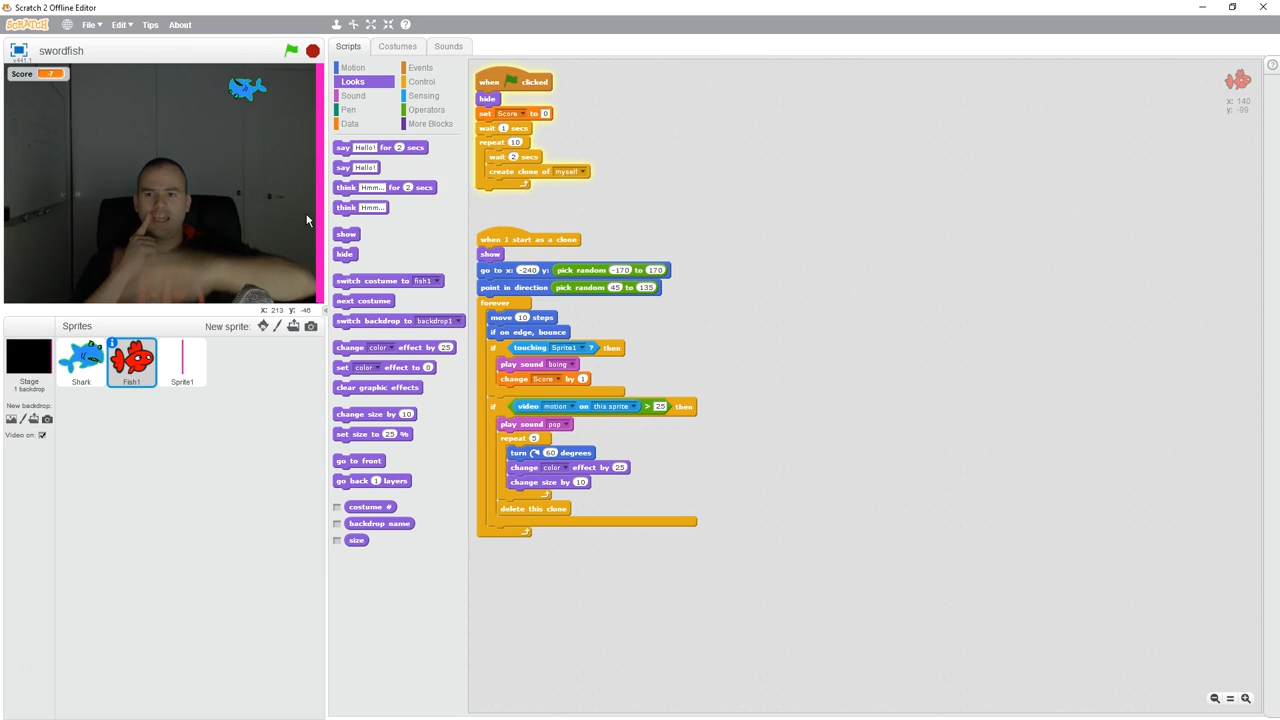 Scratch 2 Offline Editor
SCRATCH File Edit Tips About
v441.1
swordfish
Score -7
x: 213 y: -46
Sprites
New sprite:
Stage
1 backdrop
New backdrop:
Video on:
Shark
Fish1
Sprite1
Scripts Costumes Sounds
Motion Events
Looks Control
Sound Sensing
Pen Operators
Data More Blocks
say Hello! for 2 secs
say Hello!
think Hmm... for 2 secs
think Hmm...
show
hide
switch costume to fish1
next costume
switch backdrop to backdrop1
change color effect by 25
set color effect to 0
clear graphic effects
change size by 10
set size to 25 %
go to front
go back 1 layers
costume #
backdrop name
size
when clicked
hide
set Score to 0
wait 1 secs
repeat 10
wait 2 secs
create clone of myself
when I start as a clone
show
go to x: -240 y: pick random -170 to 170
point in direction pick random 45 to 135
forever
move 10 steps
if on edge, bounce
if touching Sprite1 ? then
play sound boing
change Score by 1
if video motion on this sprite > 25 then
play sound pop
repeat 5
turn 60 degrees
change color effect by 25
change size by 10
delete this clone
x: 140
y: -99